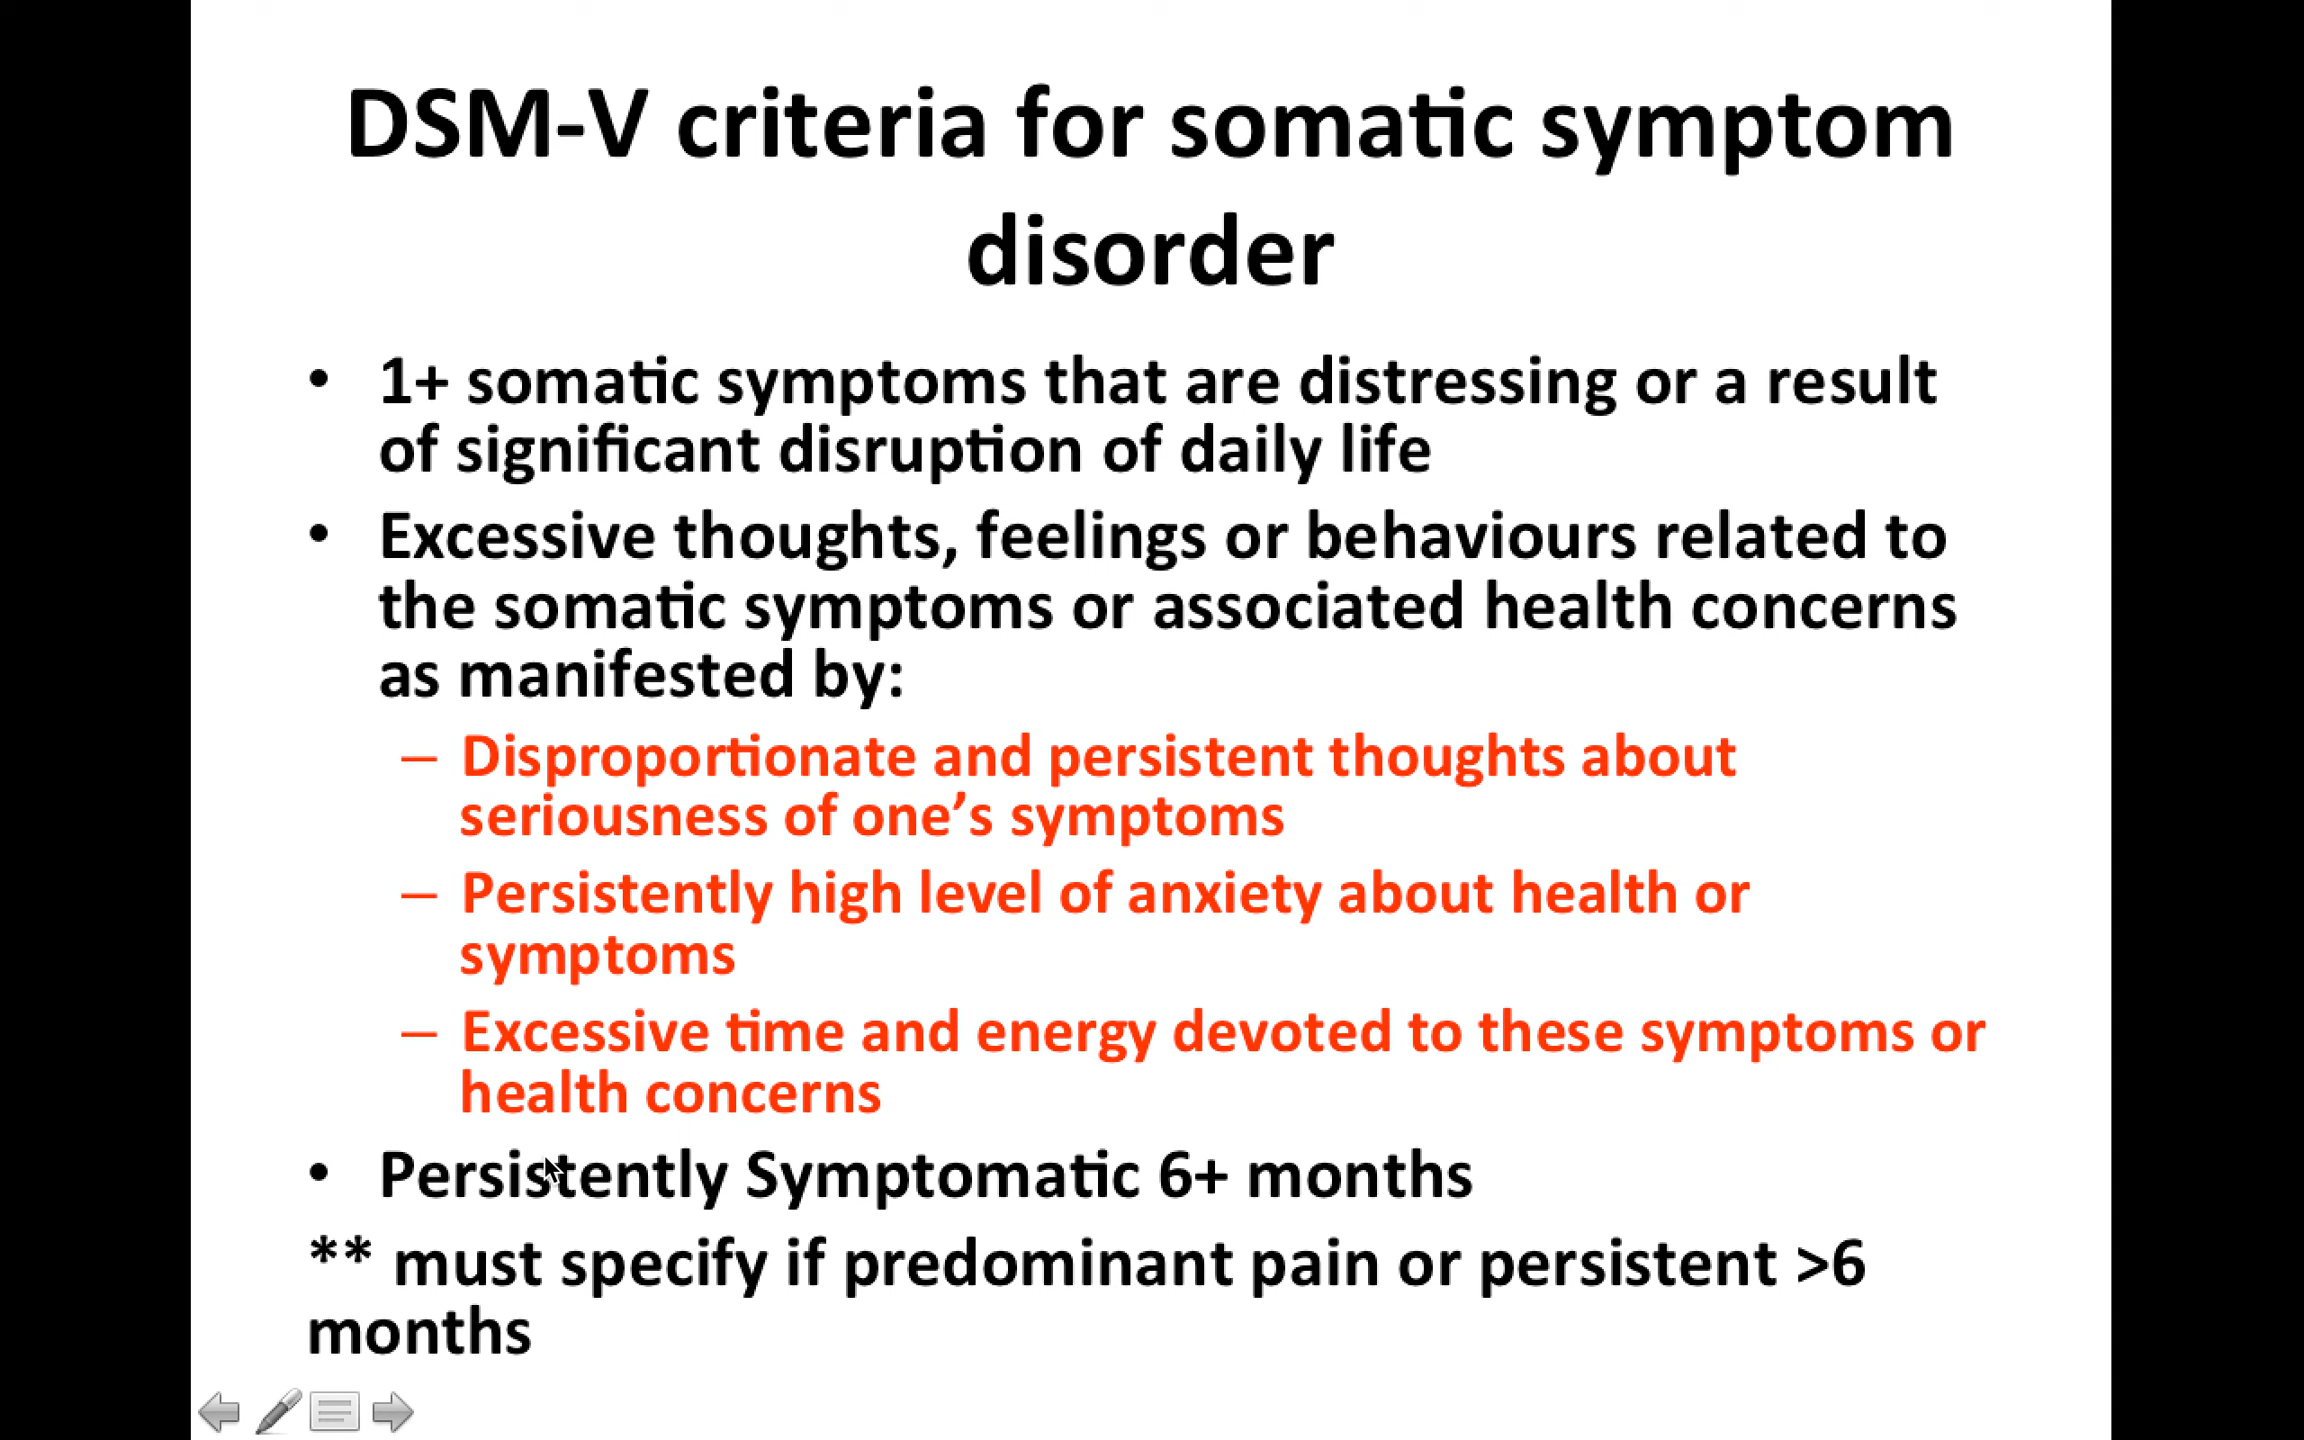 DSM-V criteria for somatic symptom
disorder
• 1+ somatic symptoms that are distressing or a result
of significant disruption of daily life
• Excessive thoughts, feelings or behaviours related to
the somatic symptoms or associated health concerns
as manifested by:
– Disproportionate and persistent thoughts about
seriousness of one’s symptoms
– Persistently high level of anxiety about health or
symptoms
– Excessive time and energy devoted to these symptoms or
health concerns
• Persistently Symptomatic 6+ months
** must specify if predominant pain or persistent >6
months